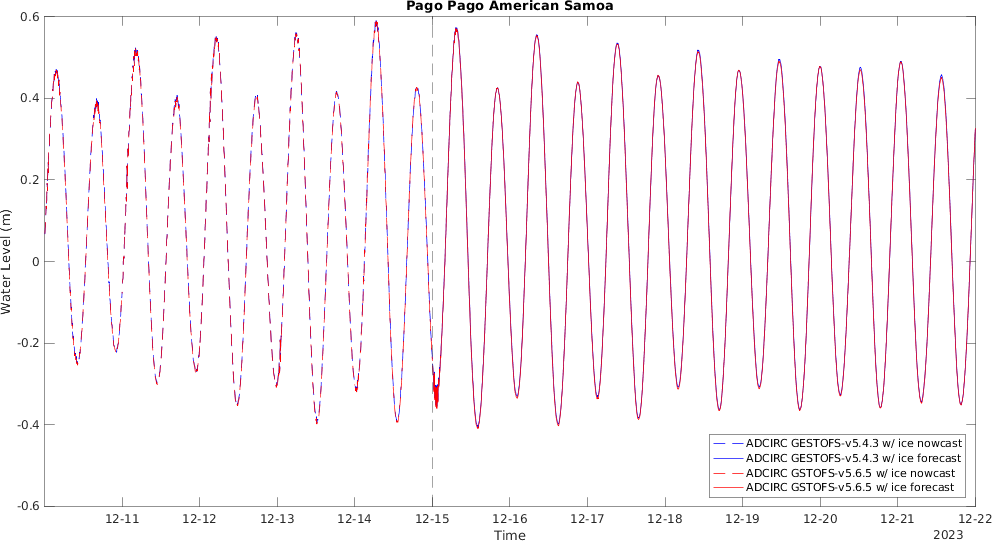 Pago Pago American Samoa
Water Level (m)
0.6
0.4
0.2
0
-0.2
-0.4
-0.6
12-11 12-12 12-13 12-14 12-15 12-16 12-17 12-18 12-19 12-20 12-21 12-22
Time
2023
ADCIRC GESTOFS-v5.4.3 w/ ice nowcast
ADCIRC GESTOFS-v5.4.3 w/ ice forecast
ADCIRC GSTOFS-v5.6.5 w/ ice nowcast
ADCIRC GSTOFS-v5.6.5 w/ ice forecast